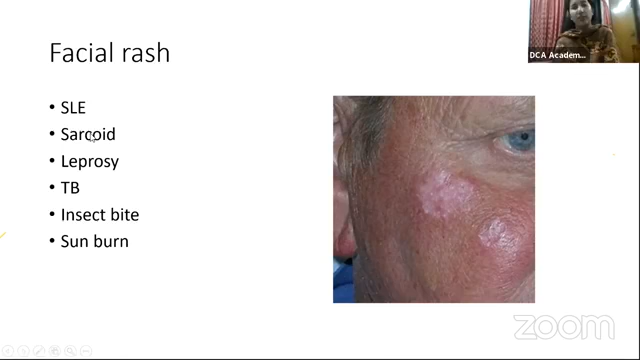 Facial rash
DCA Academ...
• SLE
• Sarcoid
• Leprosy
• TB
• Insect bite
• Sun burn
zoom